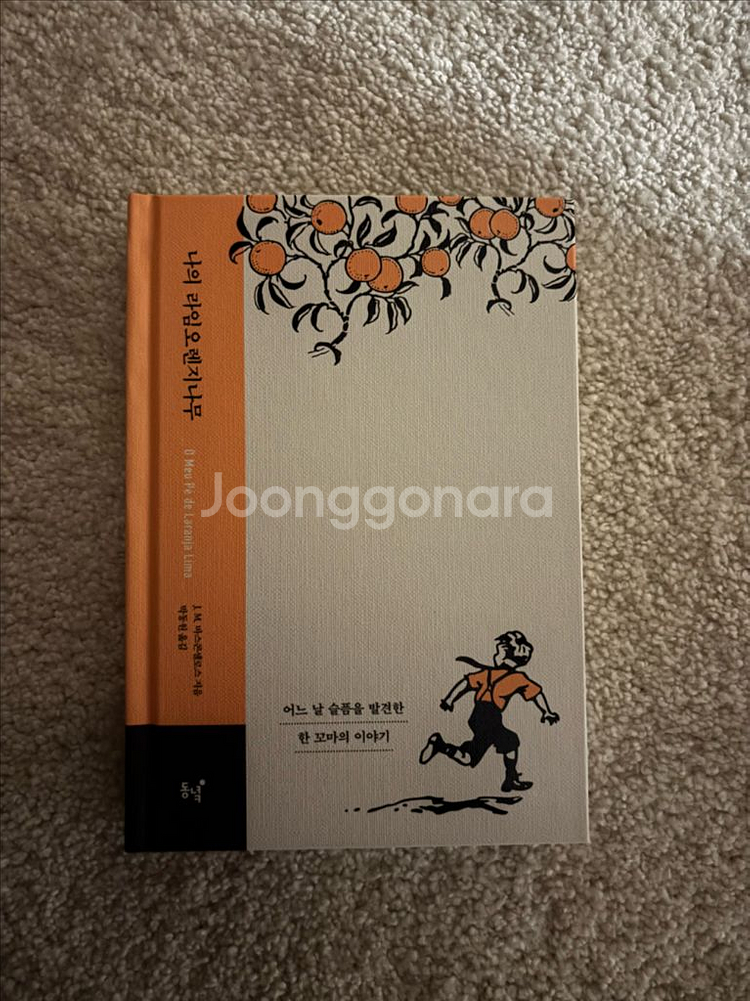 나의 라임오렌지나무
O Meu Pé de Laranja Lima
J. M. 바스콘셀로스 지음
박동원 옮김
동녘
Joonggonara
어느 날 슬픔을 발견한
한 꼬마의 이야기